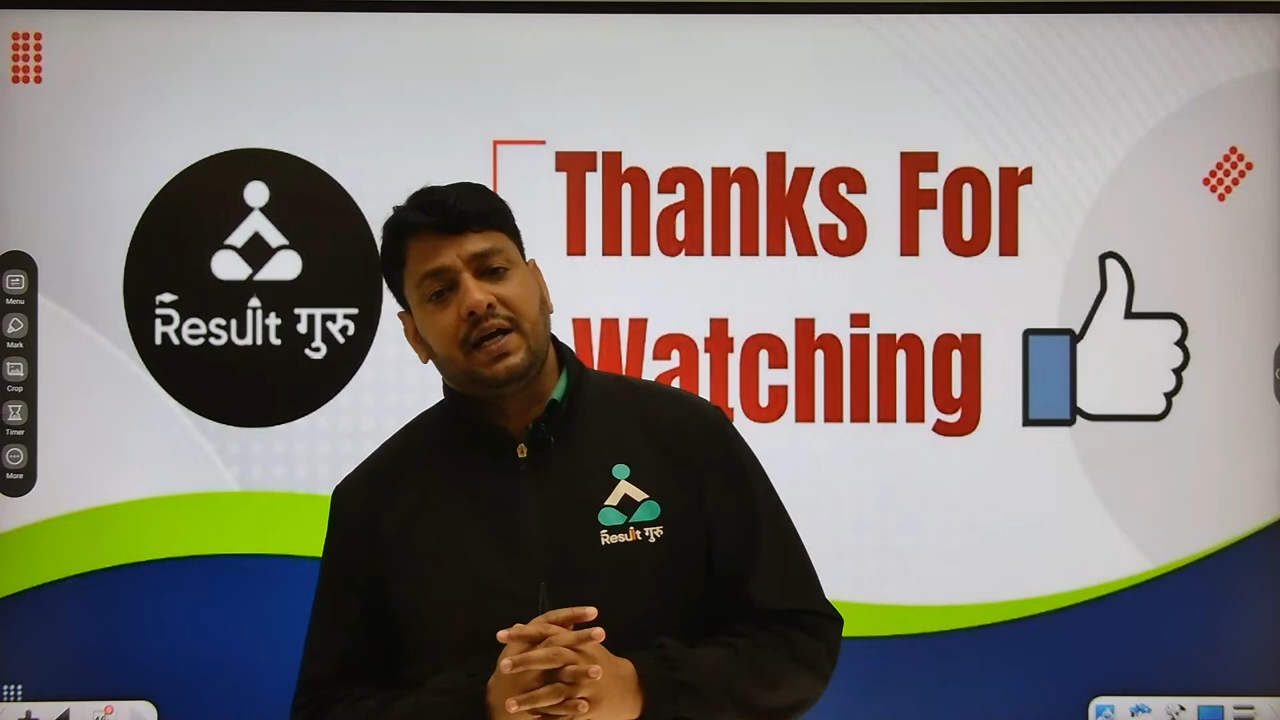 Thanks For
Watching
Result गुरु
Result गुरु
Menu
Mark
Crop
Timer
More